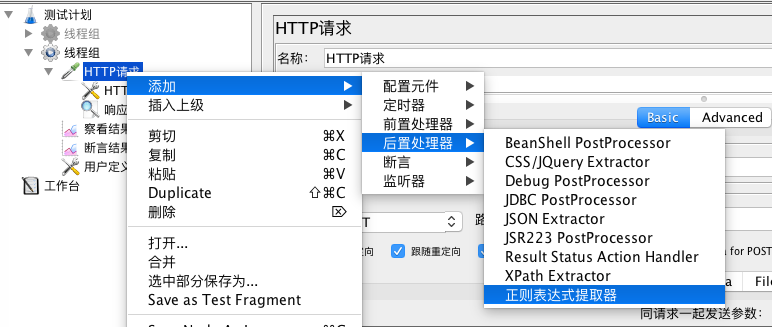 测试计划
线程组
线程组
HTTP请求
HTT
响应
察看结果
断言结果
用户定
工作台
HTTP请求
名称：
HTTP请求
Basic
Advanced
添加
插入上级
剪切 ⌘X
复制 ⌘C
粘贴 ⌘V
Duplicate ⇧⌘C
删除 ⌦
打开...
合并
选中部分保存为...
Save as Test Fragment
配置元件
定时器
前置处理器
后置处理器
断言
监听器
BeanShell PostProcessor
CSS/JQuery Extractor
Debug PostProcessor
JDBC PostProcessor
JSON Extractor
JSR223 PostProcessor
Result Status Action Handler
XPath Extractor
正则表达式提取器
T
路
定向
跟随重定向
a for POST
a
File
同请求一起发送参数：